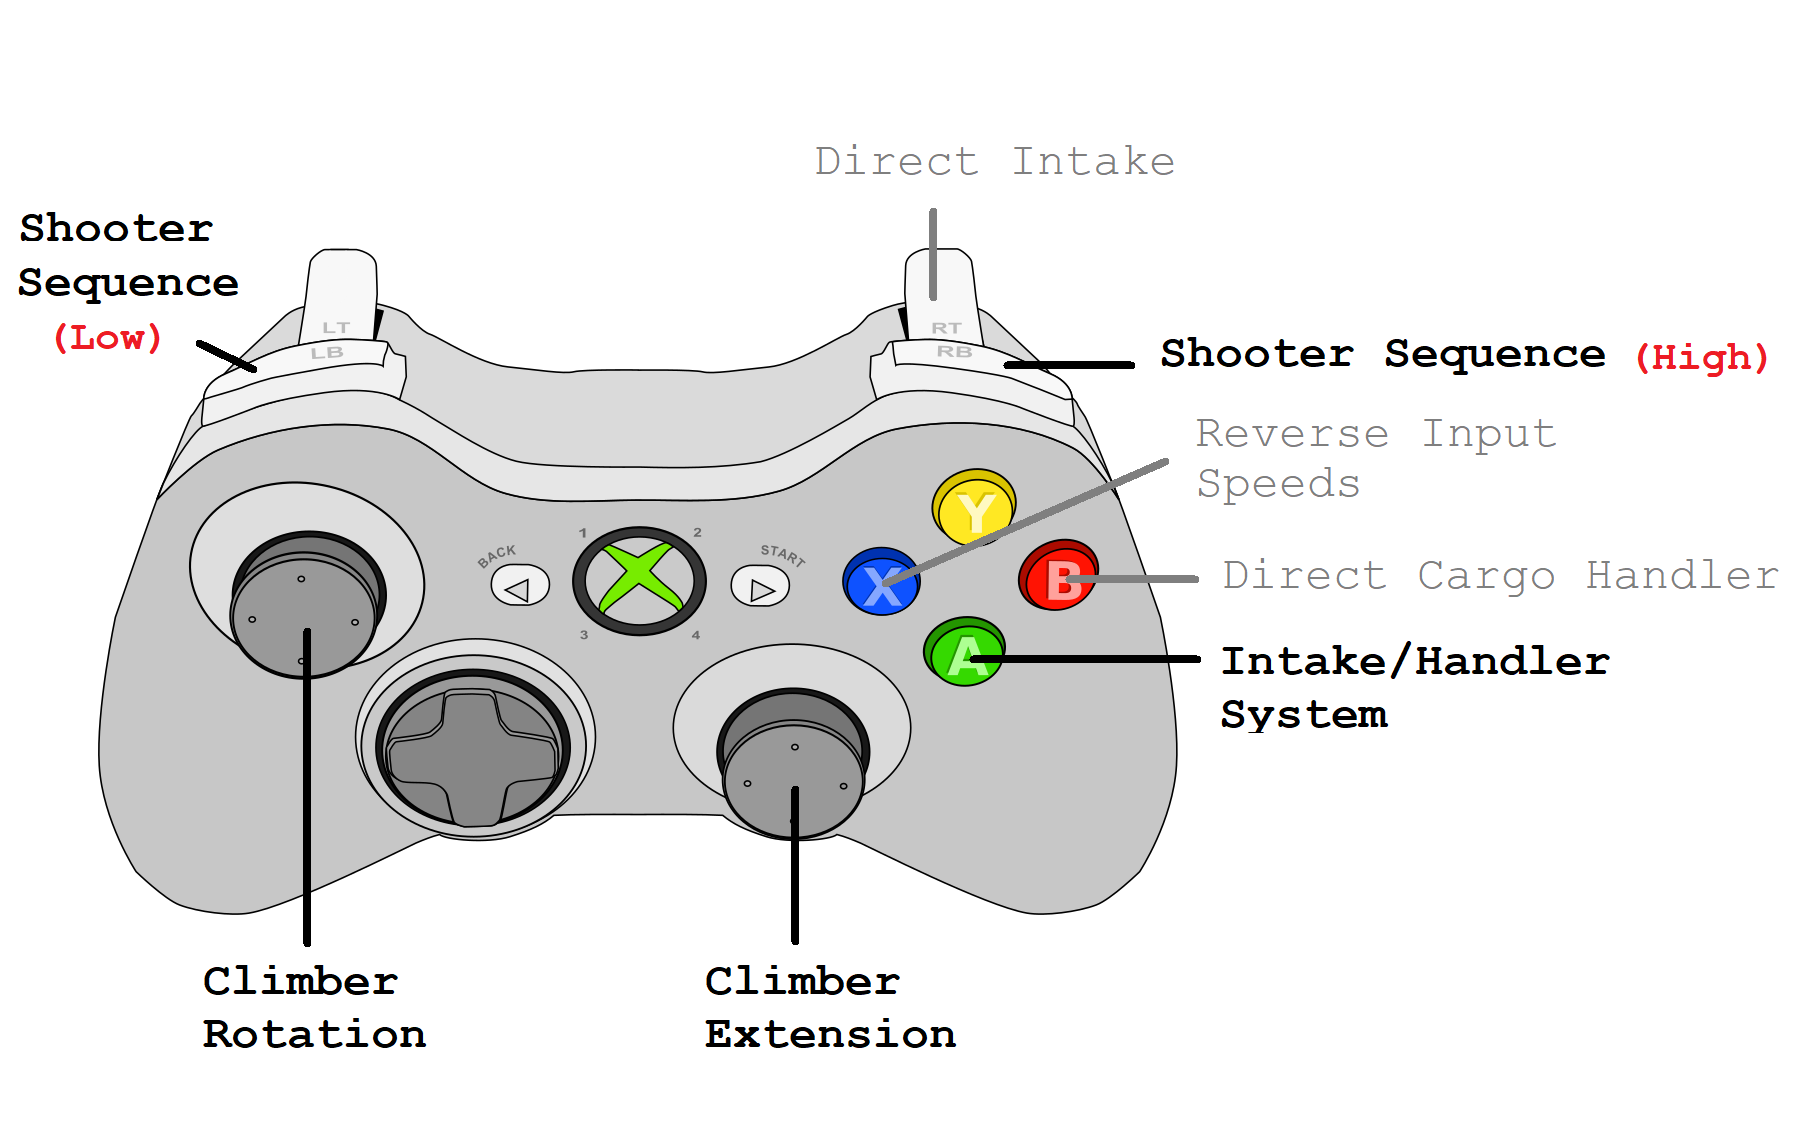 Direct Intake
Shooter
Sequence
(Low)
LT
LB
RT
RB
Shooter Sequence (High)
Reverse Input
Speeds
Y
1
2
BACK
START
X
B
Direct Cargo Handler
3
4
A
Intake/Handler
System
Climber
Rotation
Climber
Extension